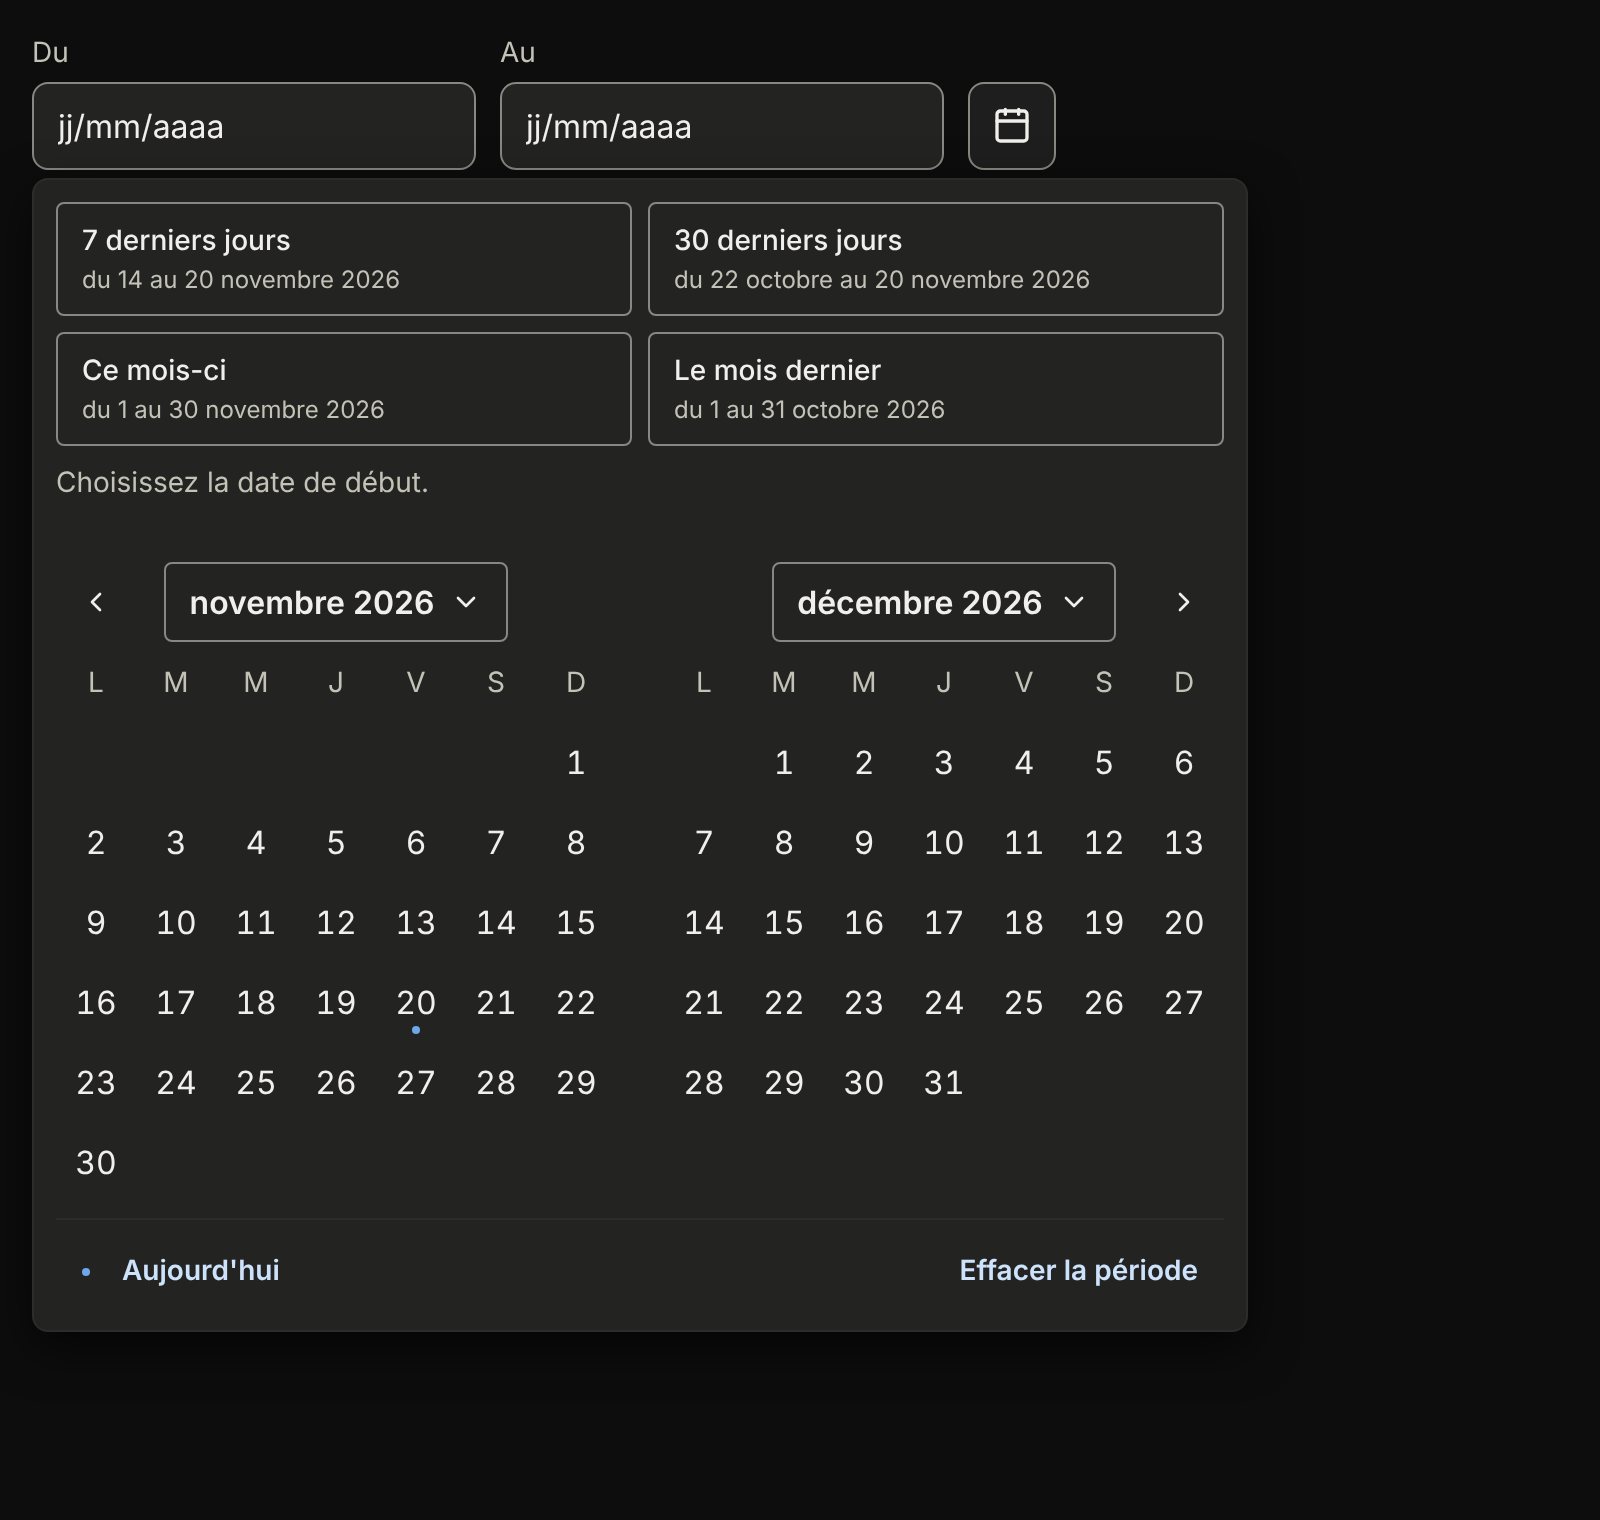 Du Au
jj/mm/aaaa jj/mm/aaaa
7 derniers jours
du 14 au 20 novembre 2026
30 derniers jours
du 22 octobre au 20 novembre 2026
Ce mois-ci
du 1 au 30 novembre 2026
Le mois dernier
du 1 au 31 octobre 2026
Choisissez la date de début.
novembre 2026
L M M J V S D
1
2 3 4 5 6 7 8
9 10 11 12 13 14 15
16 17 18 19 20 21 22
23 24 25 26 27 28 29
30
décembre 2026
L M M J V S D
1 2 3 4 5 6
7 8 9 10 11 12 13
14 15 16 17 18 19 20
21 22 23 24 25 26 27
28 29 30 31
Aujourd'hui
Effacer la période